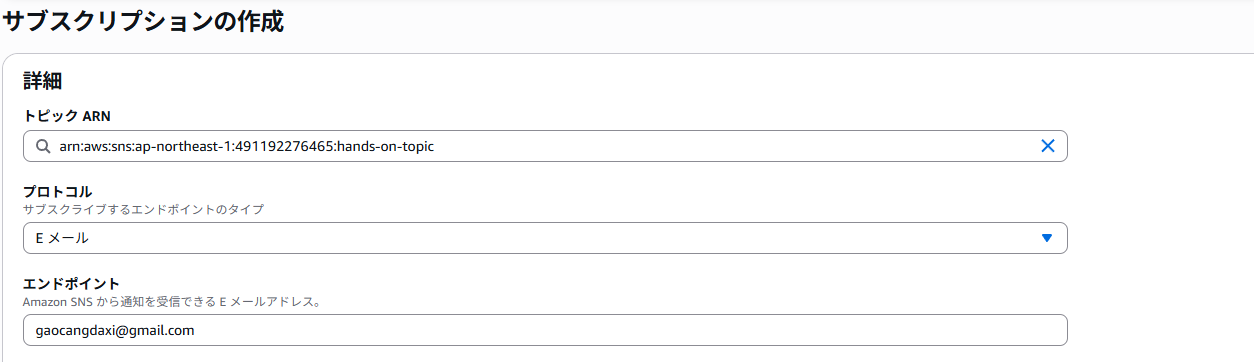 サブスクリプションの作成
詳細
トピック ARN
arn:aws:sns:ap-northeast-1:491192276465:hands-on-topic
プロトコル
サブスクライブするエンドポイントのタイプ
E メール
エンドポイント
Amazon SNS から通知を受信できる E メールアドレス。
gaocangdaxi@gmail.com